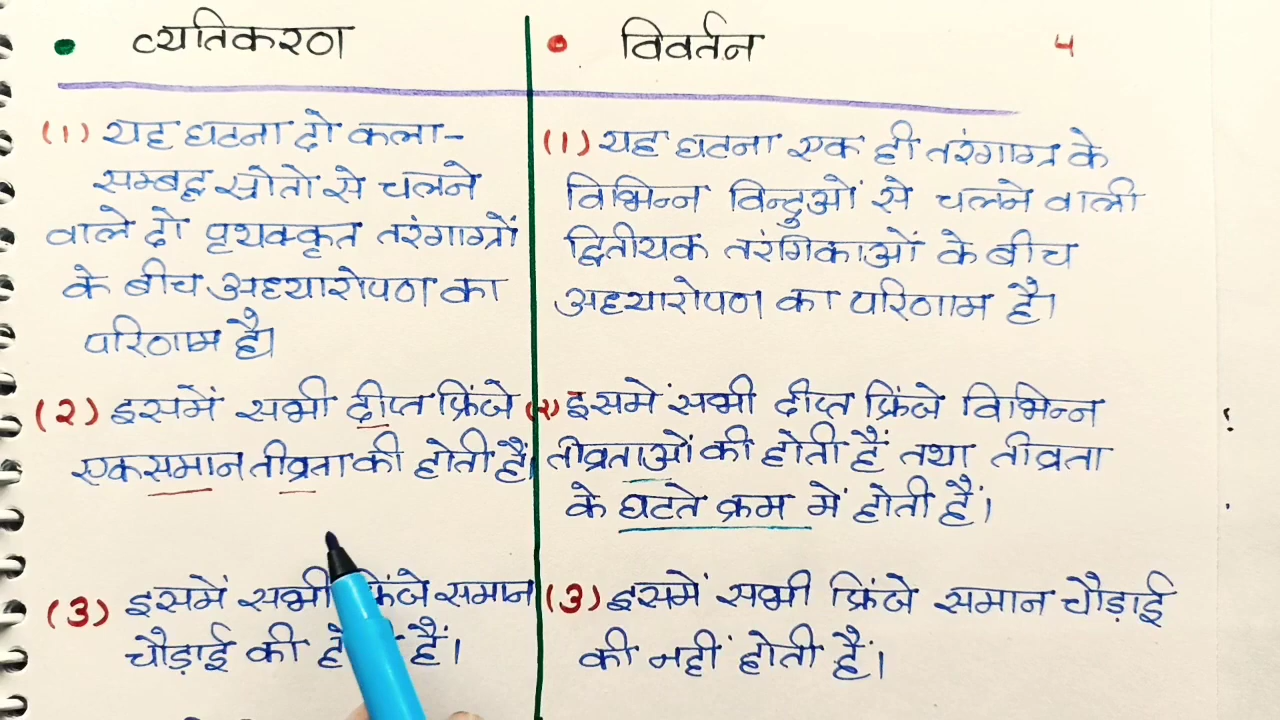 व्यतिकरण
(1) यह घटना दो कला-
सम्बद्ध स्रोतो से चलने
वाले दो पृथक्कृत तरंगाग्रों
के बीच अध्यारोपण का
परिणाम है।
(2) इसमें सभी दीप्त फ्रिंजे
एकसमान तीव्रता की होती हैं।
(3) इसमें सभी फ्रिंजे समान
चौड़ाई की हैं।
विवर्तन
4
(1) यह घटना एक ही तरंगाग्र के
विभिन्न विन्दुओं से चलने वाली
द्वितीयक तरंगिकाओं के बीच
अध्यारोपण का परिणाम है।
(2) इसमें सभी दीप्त फ्रिंजे विभिन्न
तीव्रताओं की होती हैं तथा तीव्रता
के घटते क्रम में होती हैं।
(3) इसमें सभी फ्रिंजे समान चौड़ाई
की नहीं होती हैं।